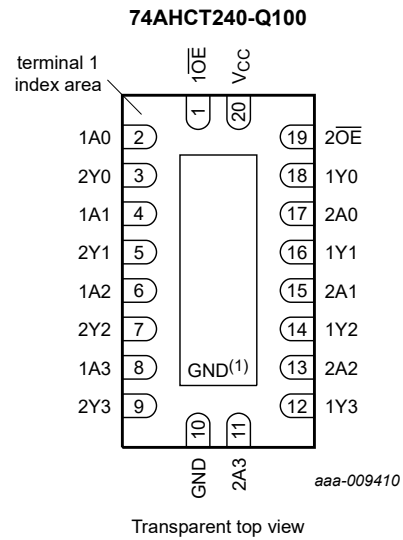 74AHCT240-Q100
terminal 1
index area
1O̅E̅
VCC
1
20
1A0 2
19 2O̅E̅
2Y0 3
18 1Y0
1A1 4
17 2A0
2Y1 5
16 1Y1
1A2 6
15 2A1
2Y2 7
14 1Y2
1A3 8
GND(1)
13 2A2
2Y3 9
12 1Y3
10
11
GND
2A3
aaa-009410
Transparent top view